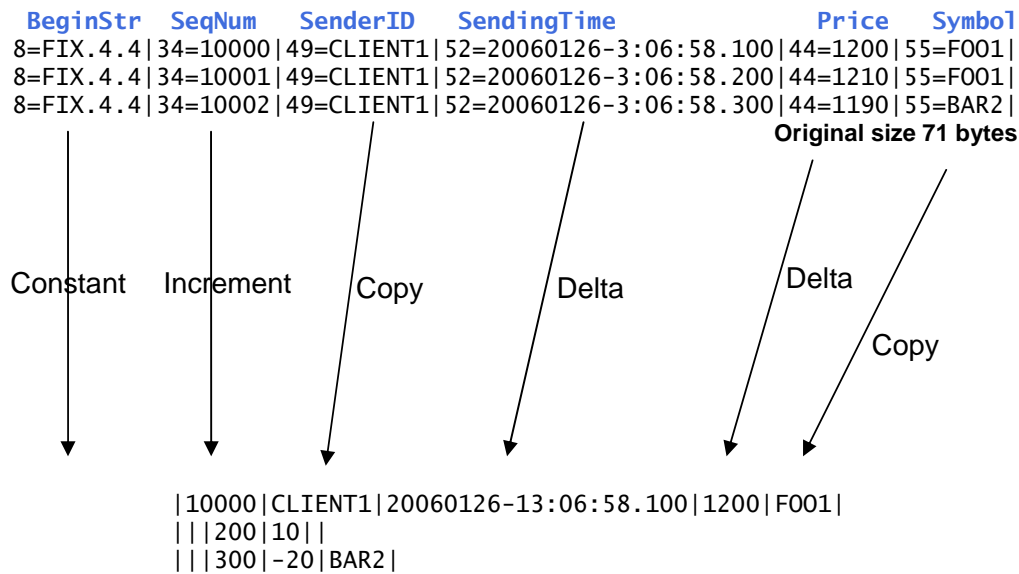 BeginStr SeqNum SenderID SendingTime Price Symbol
8=FIX.4.4|34=10000|49=CLIENT1|52=20060126-3:06:58.100|44=1200|55=FOO1|
8=FIX.4.4|34=10001|49=CLIENT1|52=20060126-3:06:58.200|44=1210|55=FOO1|
8=FIX.4.4|34=10002|49=CLIENT1|52=20060126-3:06:58.300|44=1190|55=BAR2|
Original size 71 bytes
Constant Increment Copy Delta Delta
Copy
|10000|CLIENT1|20060126-13:06:58.100|1200|FOO1|
|||200|10||
|||300|-20|BAR2|